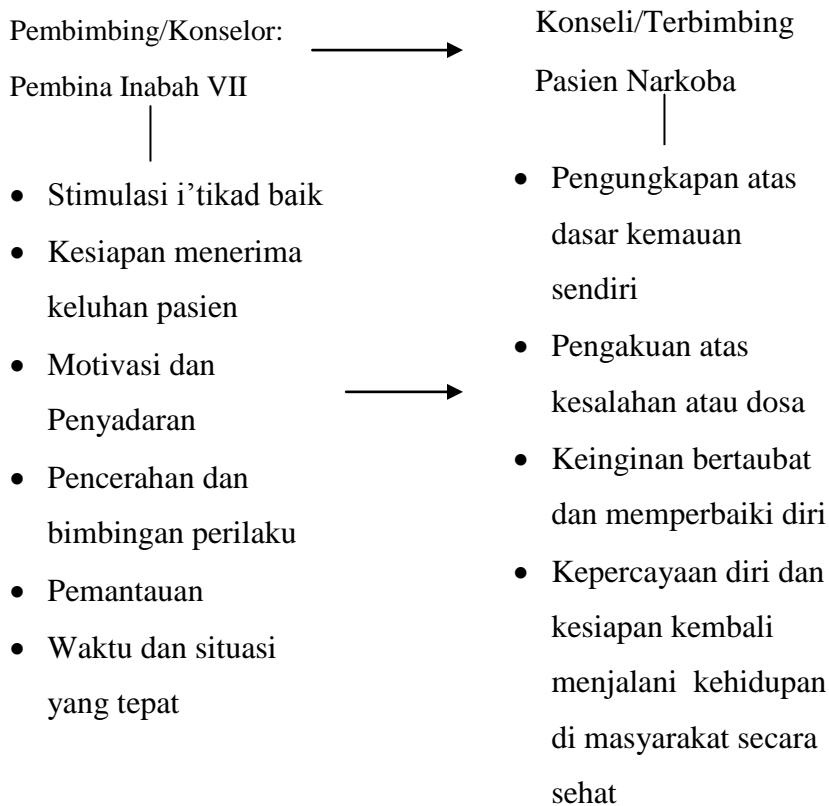 Pembimbing/Konselor:
Pembina Inabah VII
• Stimulasi i’tikad baik
• Kesiapan menerima
keluhan pasien
• Motivasi dan
Penyadaran
• Pencerahan dan
bimbingan perilaku
• Pemantauan
• Waktu dan situasi
yang tepat
Konseli/Terbimbing
Pasien Narkoba
• Pengungkapan atas
dasar kemauan
sendiri
• Pengakuan atas
kesalahan atau dosa
• Keinginan bertaubat
dan memperbaiki diri
• Kepercayaan diri dan
kesiapan kembali
menjalani kehidupan
di masyarakat secara
sehat